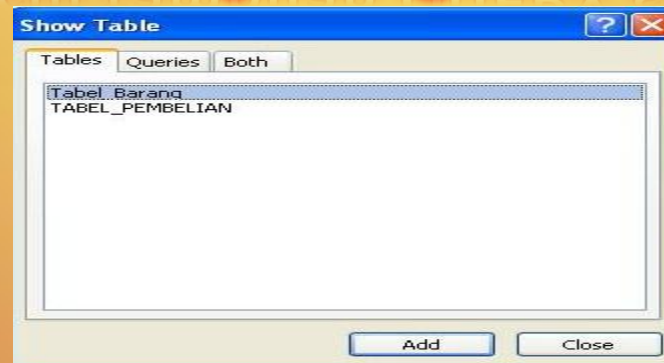 Show Table
Tables Queries Both
Tabel_Barang
TABEL_PEMBELIAN
Add Close